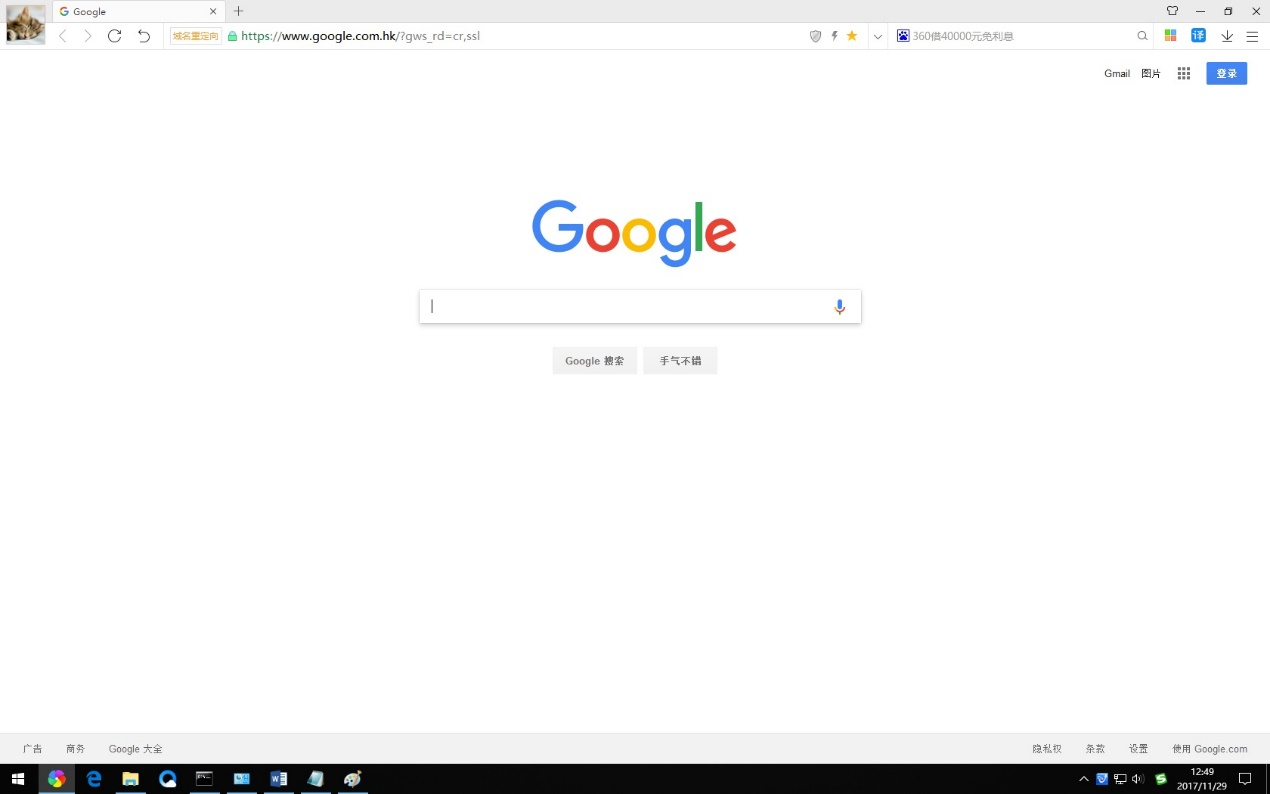 Google
域名重定向
https://www.google.com.hk/?gws_rd=cr,ssl
360借40000元免利息
译
Gmail 图片
登录
Google
Google 搜索 手气不错
广告 商务 Google 大全
隐私权 条款 设置 使用 Google.com
12:49
2017/11/29